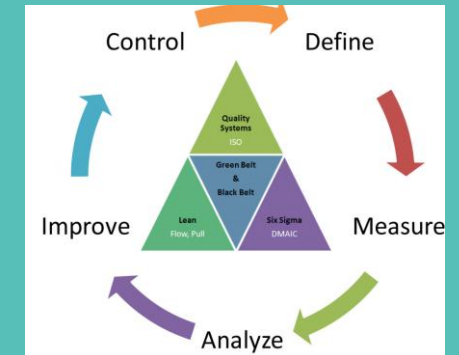 Control
Define
Quality
Systems
ISO
Green Belt
&
Black Belt
Lean
Flow, Pull
Six Sigma
DMAIC
Improve
Measure
Analyze